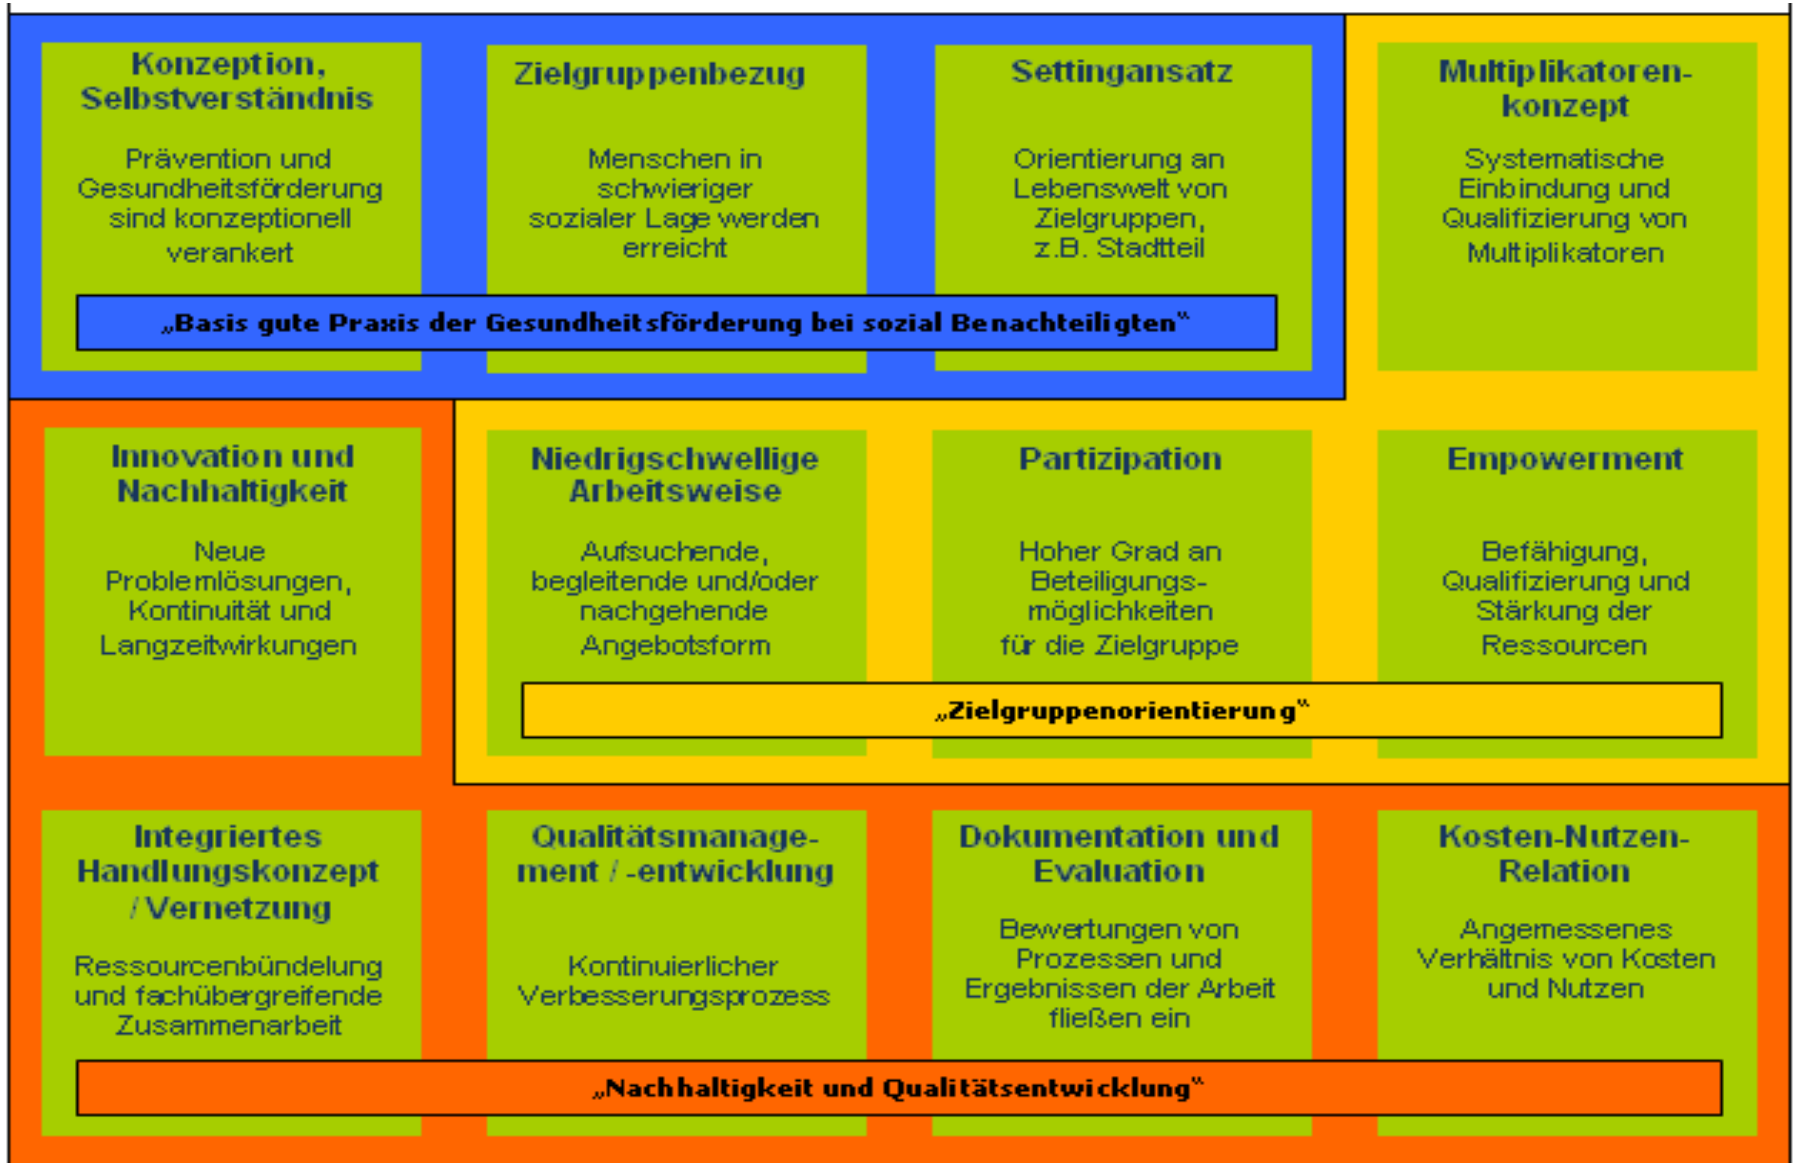 Konzeption,
Selbstverständnis
Prävention und
Gesundheitsförderung
sind konzeptionell
verankert
Zielgruppenbezug
Menschen in
schwieriger
sozialer Lage werden
erreicht
Settingansatz
Orientierung an
Lebenswelt von
Zielgruppen,
z.B. Stadtteil
Multiplikatoren-
konzept
Systematische
Einbindung und
Qualifizierung von
Multiplikatoren
„Basis gute Praxis der Gesundheitsförderung bei sozial Benachteiligten“
Innovation und
Nachhaltigkeit
Neue
Problemlösungen,
Kontinuität und
Langzeitwirkungen
Niedrigschwellige
Arbeitsweise
Aufsuchende,
begleitende und/oder
nachgehende
Angebotsform
Partizipation
Hoher Grad an
Beteiligungs-
möglichkeiten
für die Zielgruppe
Empowerment
Befähigung,
Qualifizierung und
Stärkung der
Ressourcen
„Zielgruppenorientierung“
Integriertes
Handlungskonzept
/ Vernetzung
Ressourcenbündelung
und fachübergreifende
Zusammenarbeit
Qualitätsmanage-
ment / -entwicklung
Kontinuierlicher
Verbesserungsprozess
Dokumentation und
Evaluation
Bewertungen von
Prozessen und
Ergebnissen der Arbeit
fließen ein
Kosten-Nutzen-
Relation
Angemessenes
Verhältnis von Kosten
und Nutzen
„Nachhaltigkeit und Qualitätsentwicklung“